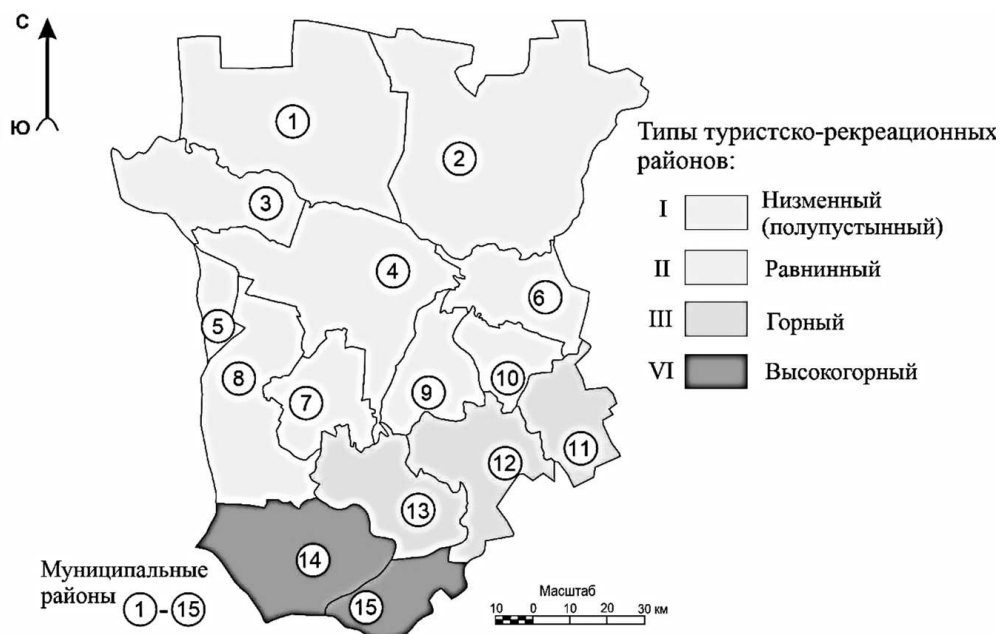 С
Ю
1
2
3
4
5
6
7
8
9
10
11
12
13
14
15
Типы туристско-рекреационных
районов:
I Низменный
(полупустынный)
II Равнинный
III Горный
VI Высокогорный
Муниципальные
районы 1-15
Масштаб
10 0 10 20 30 км